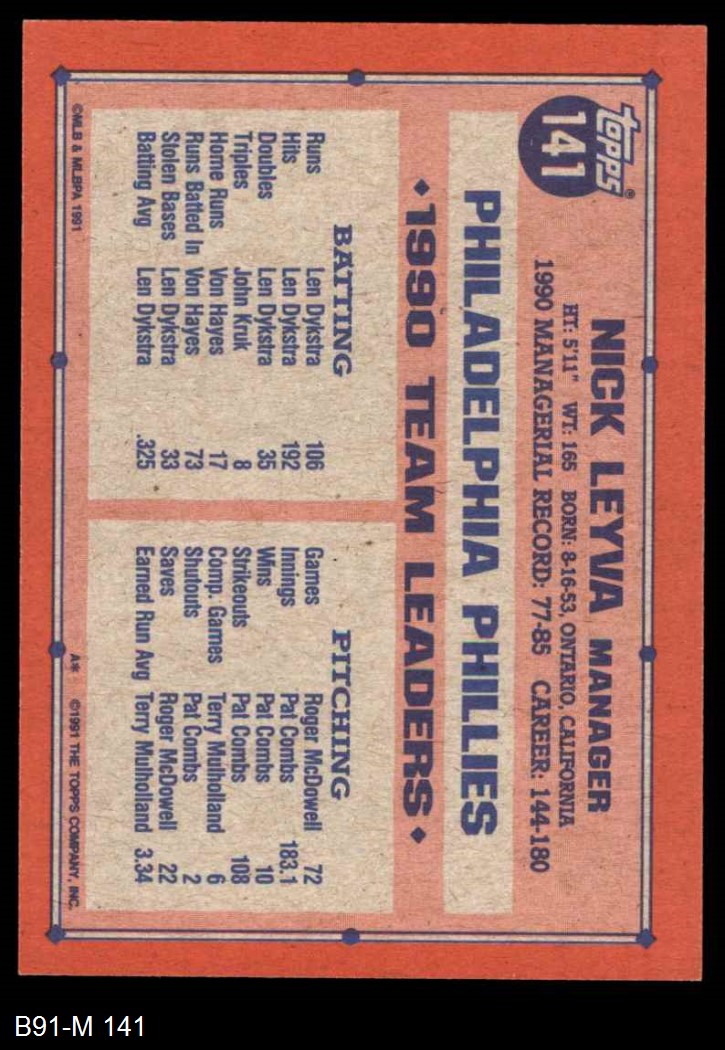 topps®
141
NICK LEYVA MANAGER
HT: 5'11" WT: 165 BORN: 8-16-53, ONTARIO, CALIFORNIA
1990 MANAGERIAL RECORD: 77-85 CAREER: 144-180
PHILADELPHIA PHILLIES
♦1990 TEAM LEADERS♦
BATTING
Runs Len Dykstra 106
Hits Len Dykstra 192
Doubles Len Dykstra 35
Triples John Kruk 8
Home Runs Von Hayes 17
Runs Batted In Von Hayes 73
Stolen Bases Len Dykstra 33
Batting Avg Len Dykstra .325
PITCHING
Games Roger McDowell 72
Innings Pat Combs 183.1
Wins Pat Combs 10
Strikeouts Pat Combs 108
Comp. Games Terry Mulholland 6
Shutouts Pat Combs 2
Saves Roger McDowell 22
Earned Run Avg Terry Mulholland 3.34
©MLB & MLBPA 1991
A* ©1991 THE TOPPS COMPANY, INC.
B91-M 141